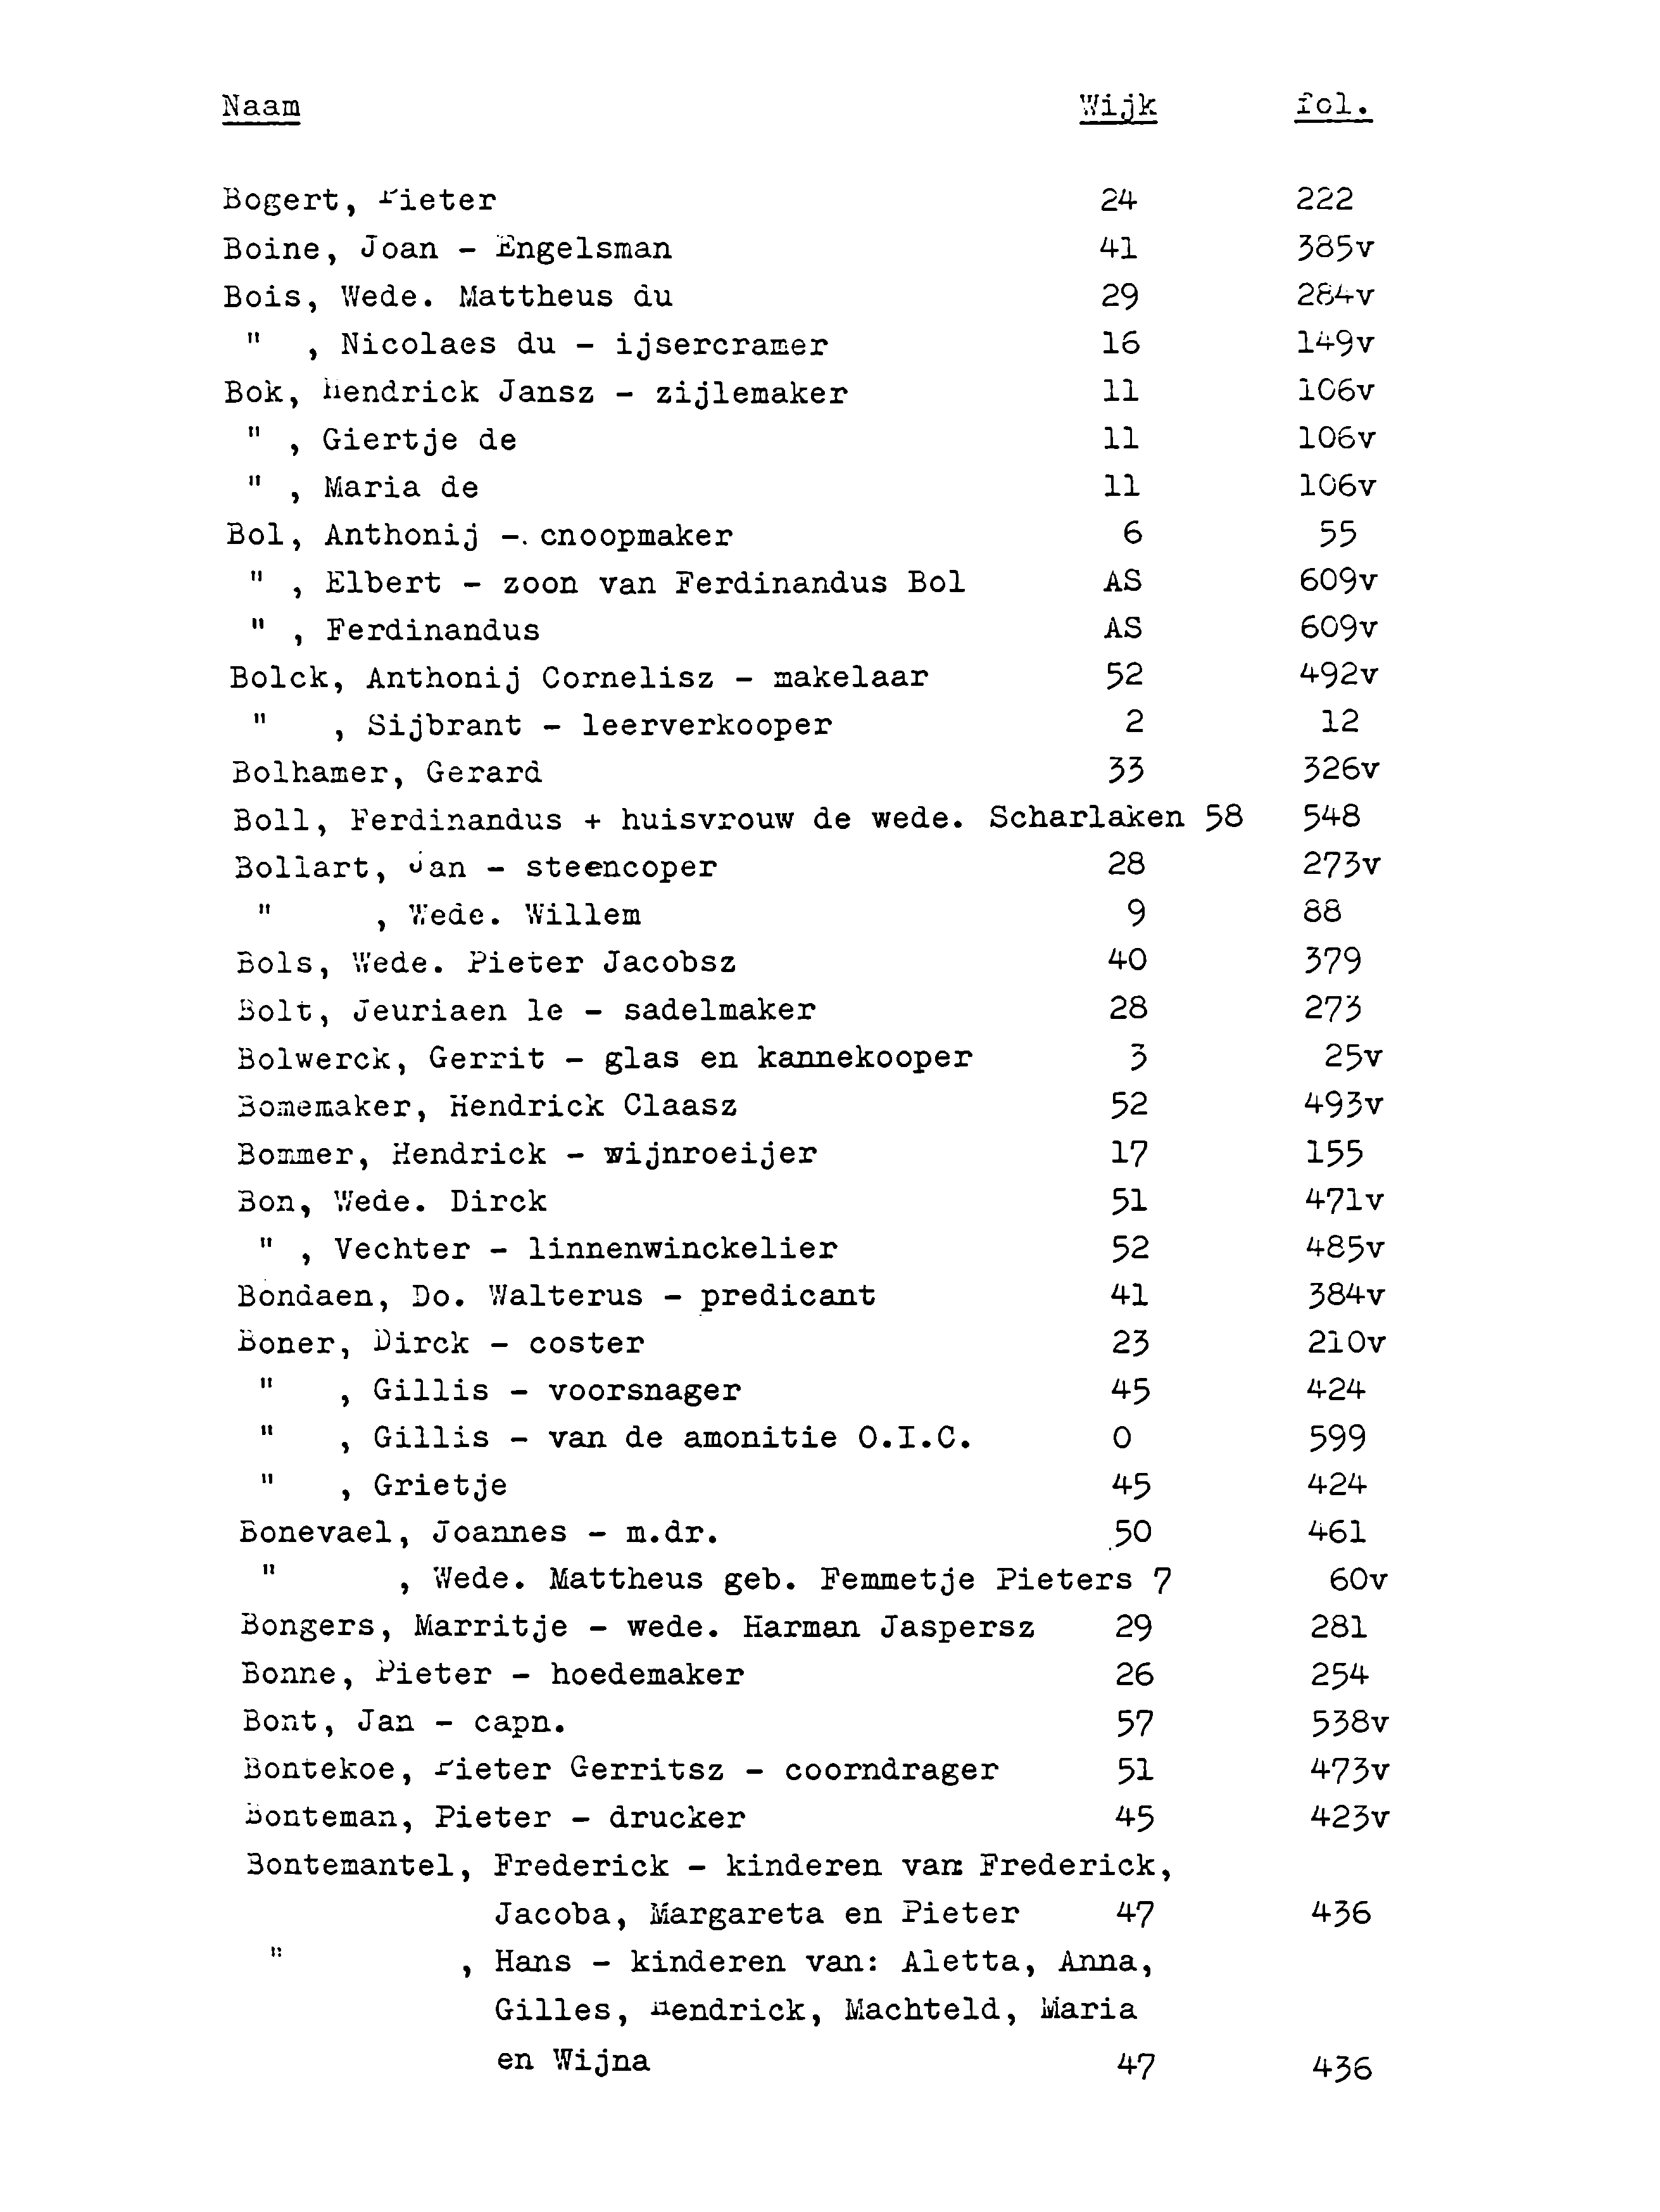 Naam Wijk fol.
Bogert, Pieter 24 222
Boine, Joan - Engelsman 41 385v
Bois, Wede. Mattheus du 29 284v
" , Nicolaes du - ijsercramer 16 149v
Bok, Hendrick Jansz - zijlemaker 11 106v
" , Giertje de 11 106v
" , Maria de 11 106v
Bol, Anthonij - cnoopmaker 6 55
" , Elbert - zoon van Ferdinandus Bol AS 609v
" , Ferdinandus AS 609v
Bolck, Anthonij Cornelisz - makelaar 52 492v
" , Sijbrant - leerverkooper 2 12
Bolhamer, Gerard 33 326v
Boll, Ferdinandus + huisvrouw de wede. Scharlaken 58 548
Bollart, Jan - steencoper 28 273v
" , Wede. Willem 9 88
Bols, Wede. Pieter Jacobsz 40 379
Bolt, Jeuriaen le - sadelmaker 28 273
Bolwerck, Gerrit - glas en kannekooper 3 25v
Bomemaker, Hendrick Claasz 52 493v
Bommer, Hendrick - wijnroeijer 17 155
Bon, Wede. Dirck 51 471v
" , Vechter - linnenwinckelier 52 485v
Bondaen, Do. Walterus - predicant 41 384v
Boner, Dirck - coster 23 210v
" , Gillis - voorsnager 45 424
" , Gillis - van de amonitie O.I.C. O 599
" , Grietje 45 424
Bonevael, Joannes - m.dr. 50 461
" , Wede. Mattheus geb. Femmetje Pieters 7 60v
Bongers, Marritje - wede. Harman Jaspersz 29 281
Bonne, Pieter - hoedemaker 26 254
Bont, Jan - capn. 57 538v
Bontekoe, Pieter Gerritsz - coorndrager 51 473v
Bonteman, Pieter - drucker 45 423v
Bontemantel, Frederick - kinderen van: Frederick,
Jacoba, Margareta en Pieter 47 436
" , Hans - kinderen van: Aletta, Anna,
Gilles, Hendrick, Machteld, Maria
en Wijna 47 436